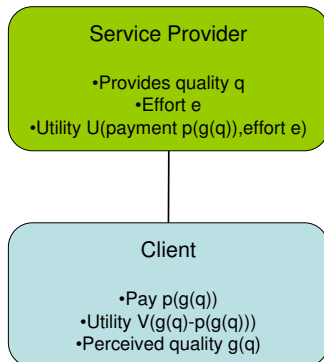 Service Provider
•Provides quality q
•Effort e
•Utility U(payment p(g(q)),effort e)
Client
•Pay p(g(q))
•Utility V(g(q)-p(g(q)))
•Perceived quality g(q)